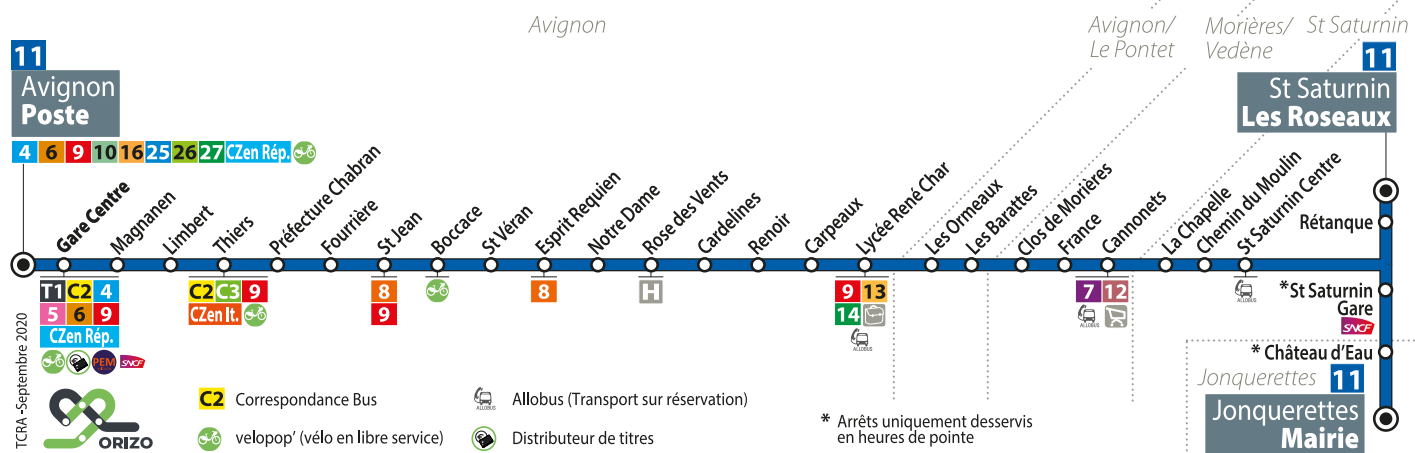 Avignon
Avignon/
Le Pontet
Morières/
Vedène
St Saturnin
11
Avignon
Poste
4 6 9 10 16 25 26 27 CZen Rép.
11
St Saturnin
Les Roseaux
Gare Centre
Magnanen
Limbert
Thiers
Préfecture Chabran
Fourrière
St Jean
Boccace
St Véran
Esprit Requien
Notre Dame
Rose des Vents
Cardelines
Renoir
Carpeaux
Lycée René Char
Les Ormeaux
Les Barattes
Clos de Morières
France
Cannonets
La Chapelle
Chemin du Moulin
St Saturnin Centre
Rétanque
T1 C2 4
5 6 9
CZen Rép.
PEM SNCF
C2 C3 9
CZen It.
8
9
8
H
9 13
14
ALLOBUS
7 12
ALLOBUS
ALLOBUS
*St Saturnin
Gare
SNCF
* Château d'Eau
Jonquerettes 11
Jonquerettes
Mairie
TCRA -Septembre 2020
ORIZO
C2 Correspondance Bus
velopop' (vélo en libre service)
ALLOBUS Allobus (Transport sur réservation)
Distributeur de titres
* Arrêts uniquement desservis
en heures de pointe